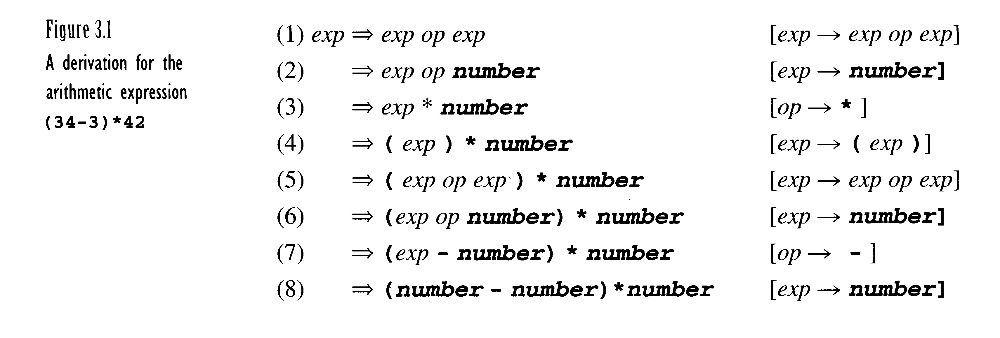 Figure 3.1
A derivation for the
arithmetic expression
(34-3)*42
(1) exp ⇒ exp op exp [exp → exp op exp]
(2) ⇒ exp op number [exp → number]
(3) ⇒ exp * number [op → * ]
(4) ⇒ ( exp ) * number [exp → ( exp )]
(5) ⇒ ( exp op exp ) * number [exp → exp op exp]
(6) ⇒ (exp op number) * number [exp → number]
(7) ⇒ (exp - number) * number [op → - ]
(8) ⇒ (number - number)*number [exp → number]